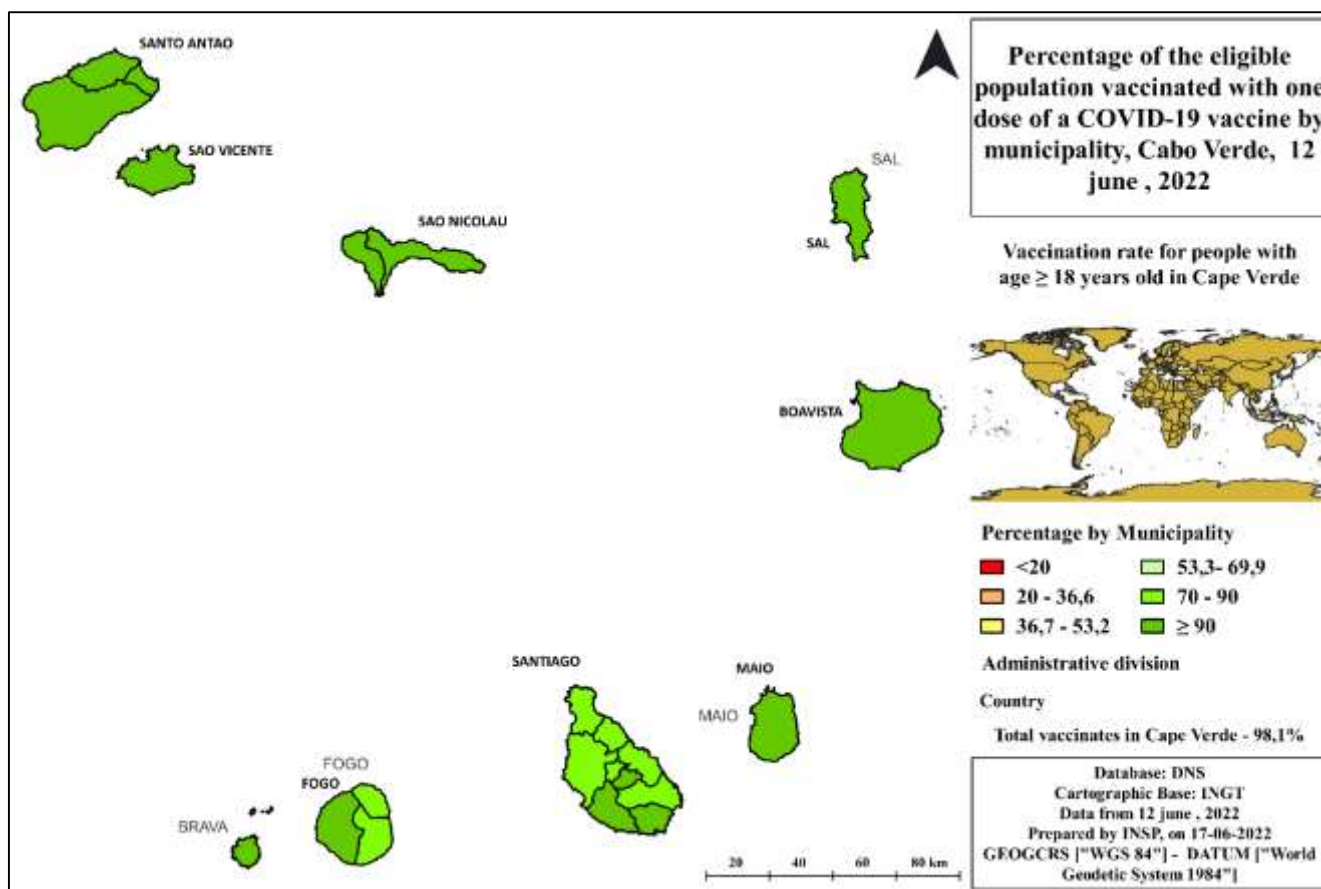 SANTO ANTAO
SAO VICENTE
SAO NICOLAU
SAL
SAL
BOAVISTA
SANTIAGO
MAIO
MAIO
FOGO
FOGO
BRAVA
20 40 60 80 km
Percentage of the eligible
population vaccinated with one
dose of a COVID-19 vaccine by
municipality, Cabo Verde, 12
june , 2022
Vaccination rate for people with
age ≥ 18 years old in Cape Verde
Percentage by Municipality
<20
20 - 36,6
36,7 - 53,2
53,3- 69,9
70 - 90
≥ 90
Administrative division
Country
Total vaccinates in Cape Verde - 98,1%
Database: DNS
Cartographic Base: INGT
Data from 12 june , 2022
Prepared by INSP, on 17-06-2022
GEOGCRS ["WGS 84"] - DATUM ["World
Geodetic System 1984"]